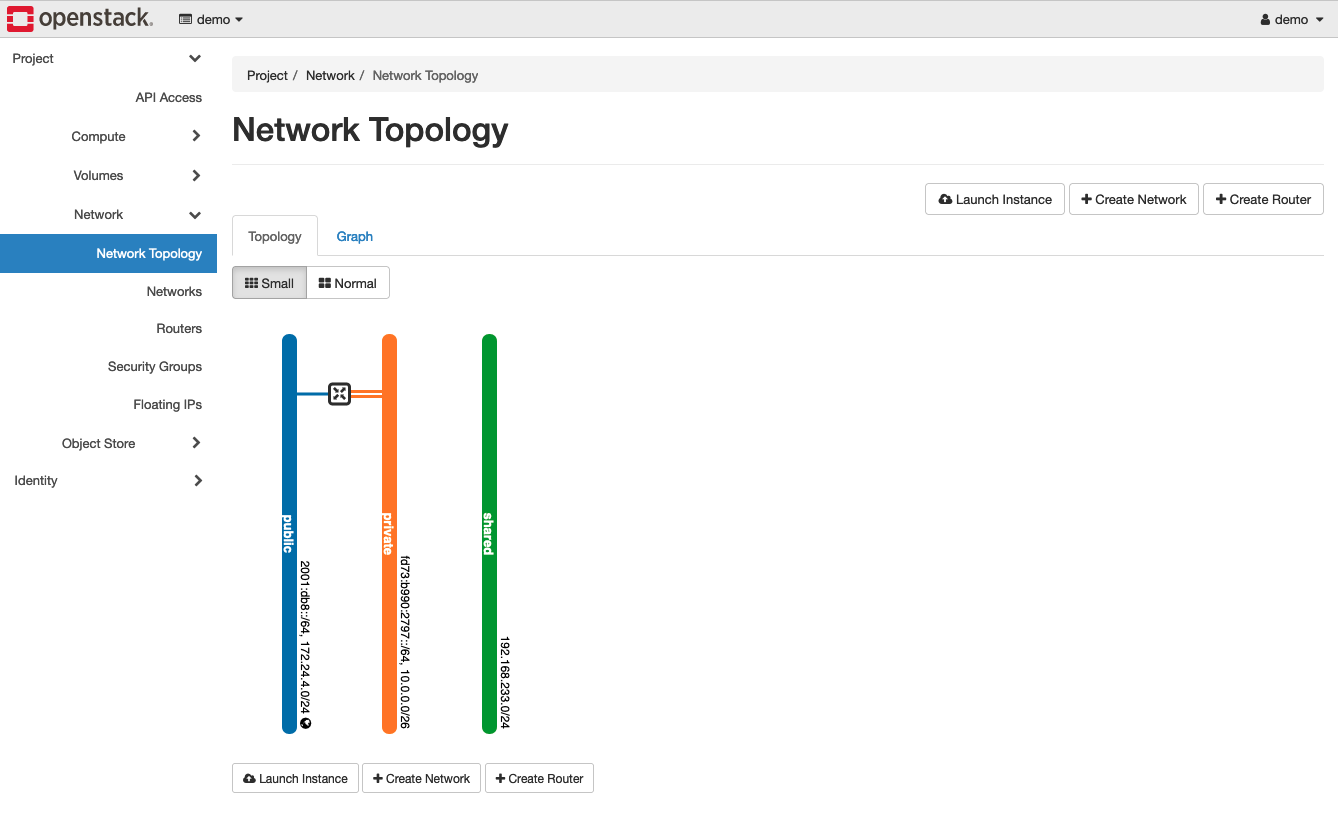 openstack.
demo
demo
Project
API Access
Compute
Volumes
Network
Network Topology
Networks
Routers
Security Groups
Floating IPs
Object Store
Identity
Project / Network / Network Topology
Network Topology
Launch Instance
+ Create Network
+ Create Router
Topology
Graph
Small
Normal
public
2001:db8::/64, 172.24.4.0/24
private
fd73:b990:2797::/64, 10.0.0.0/26
shared
192.168.233.0/24
Launch Instance
+ Create Network
+ Create Router